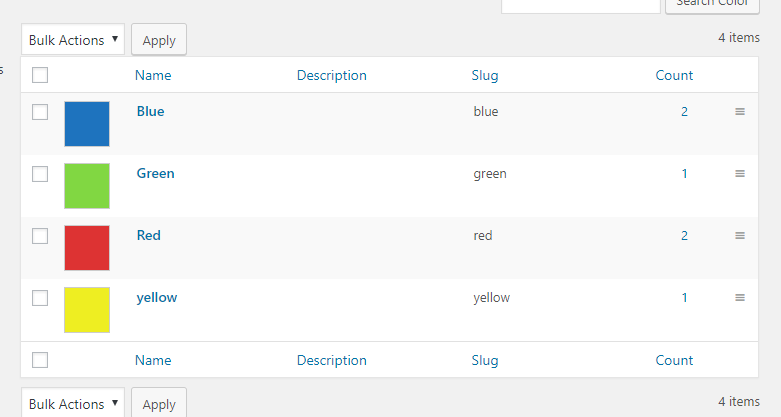 Search Color
Bulk Actions Apply 4 items
s
Name Description Slug Count
Blue blue 2
Green green 1
Red red 2
yellow yellow 1
Name Description Slug Count
Bulk Actions Apply 4 items